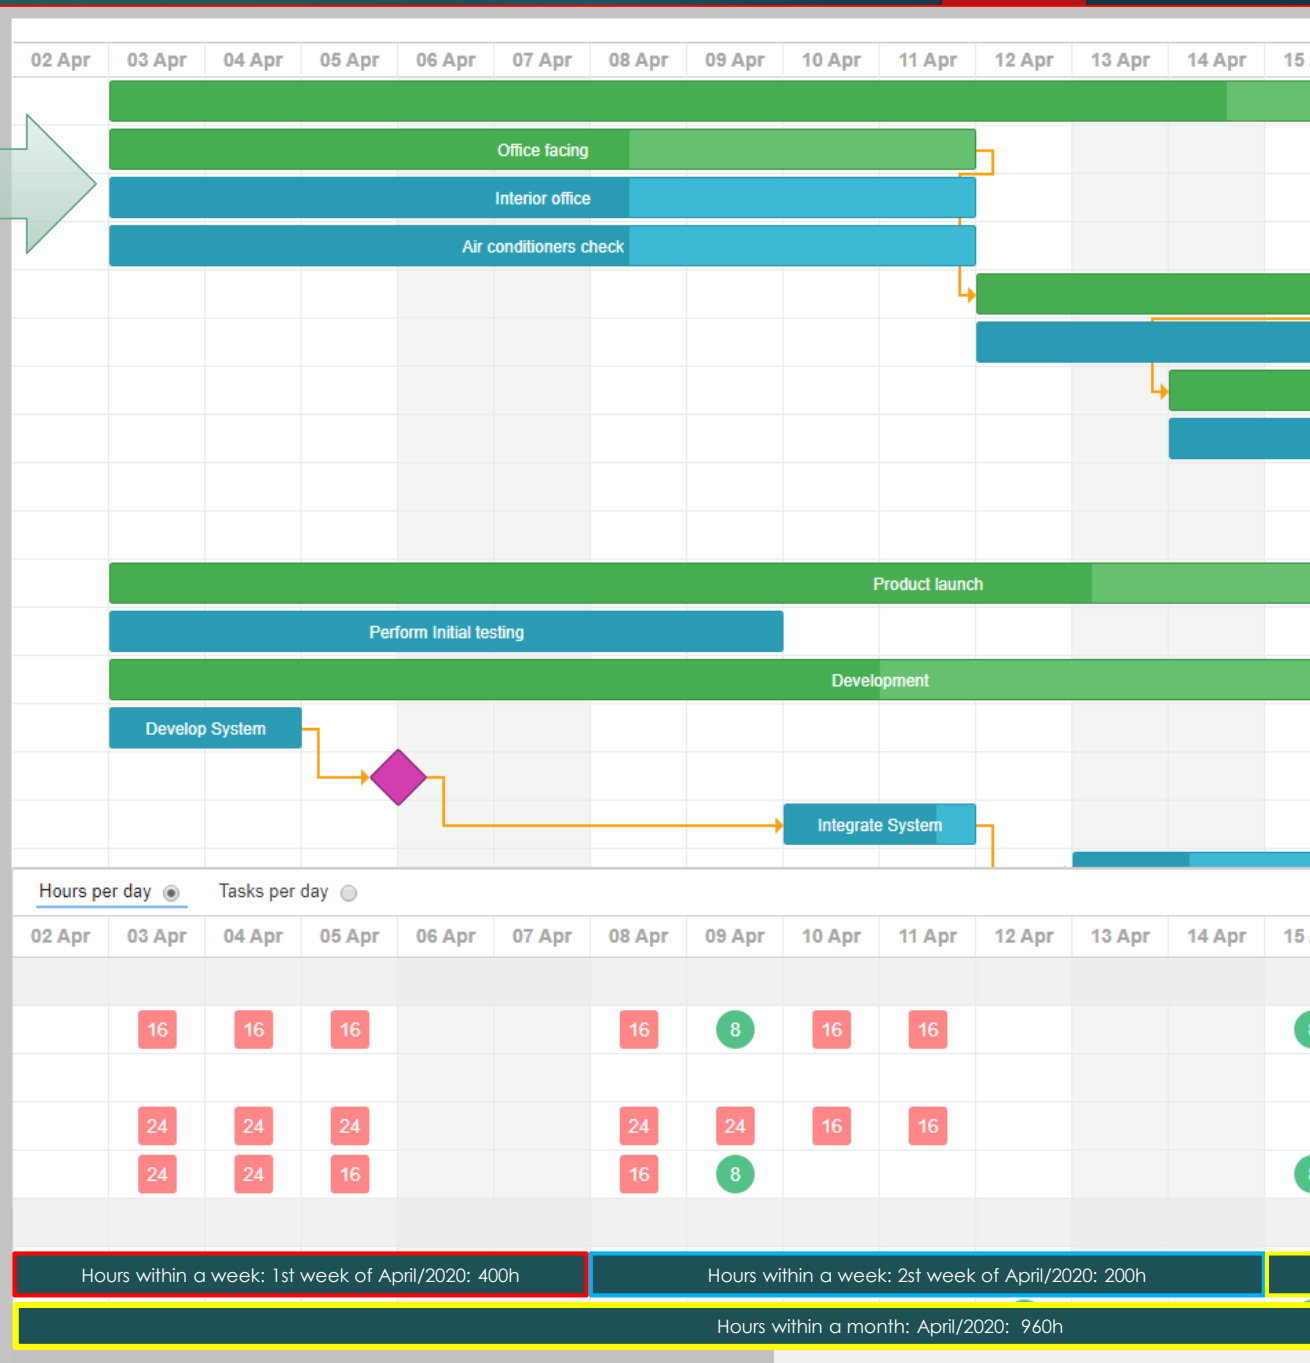 02 Apr 03 Apr 04 Apr 05 Apr 06 Apr 07 Apr 08 Apr 09 Apr 10 Apr 11 Apr 12 Apr 13 Apr 14 Apr 15
Office facing
Interior office
Air conditioners check
Product launch
Perform Initial testing
Development
Develop System
Integrate System
Hours per day Tasks per day
02 Apr 03 Apr 04 Apr 05 Apr 06 Apr 07 Apr 08 Apr 09 Apr 10 Apr 11 Apr 12 Apr 13 Apr 14 Apr 15
16 16 16 16 8 16 16
24 24 24 24 24 16 16
24 24 16 16 8
Hours within a week: 1st week of April/2020: 400h Hours within a week: 2st week of April/2020: 200h
Hours within a month: April/2020: 960h